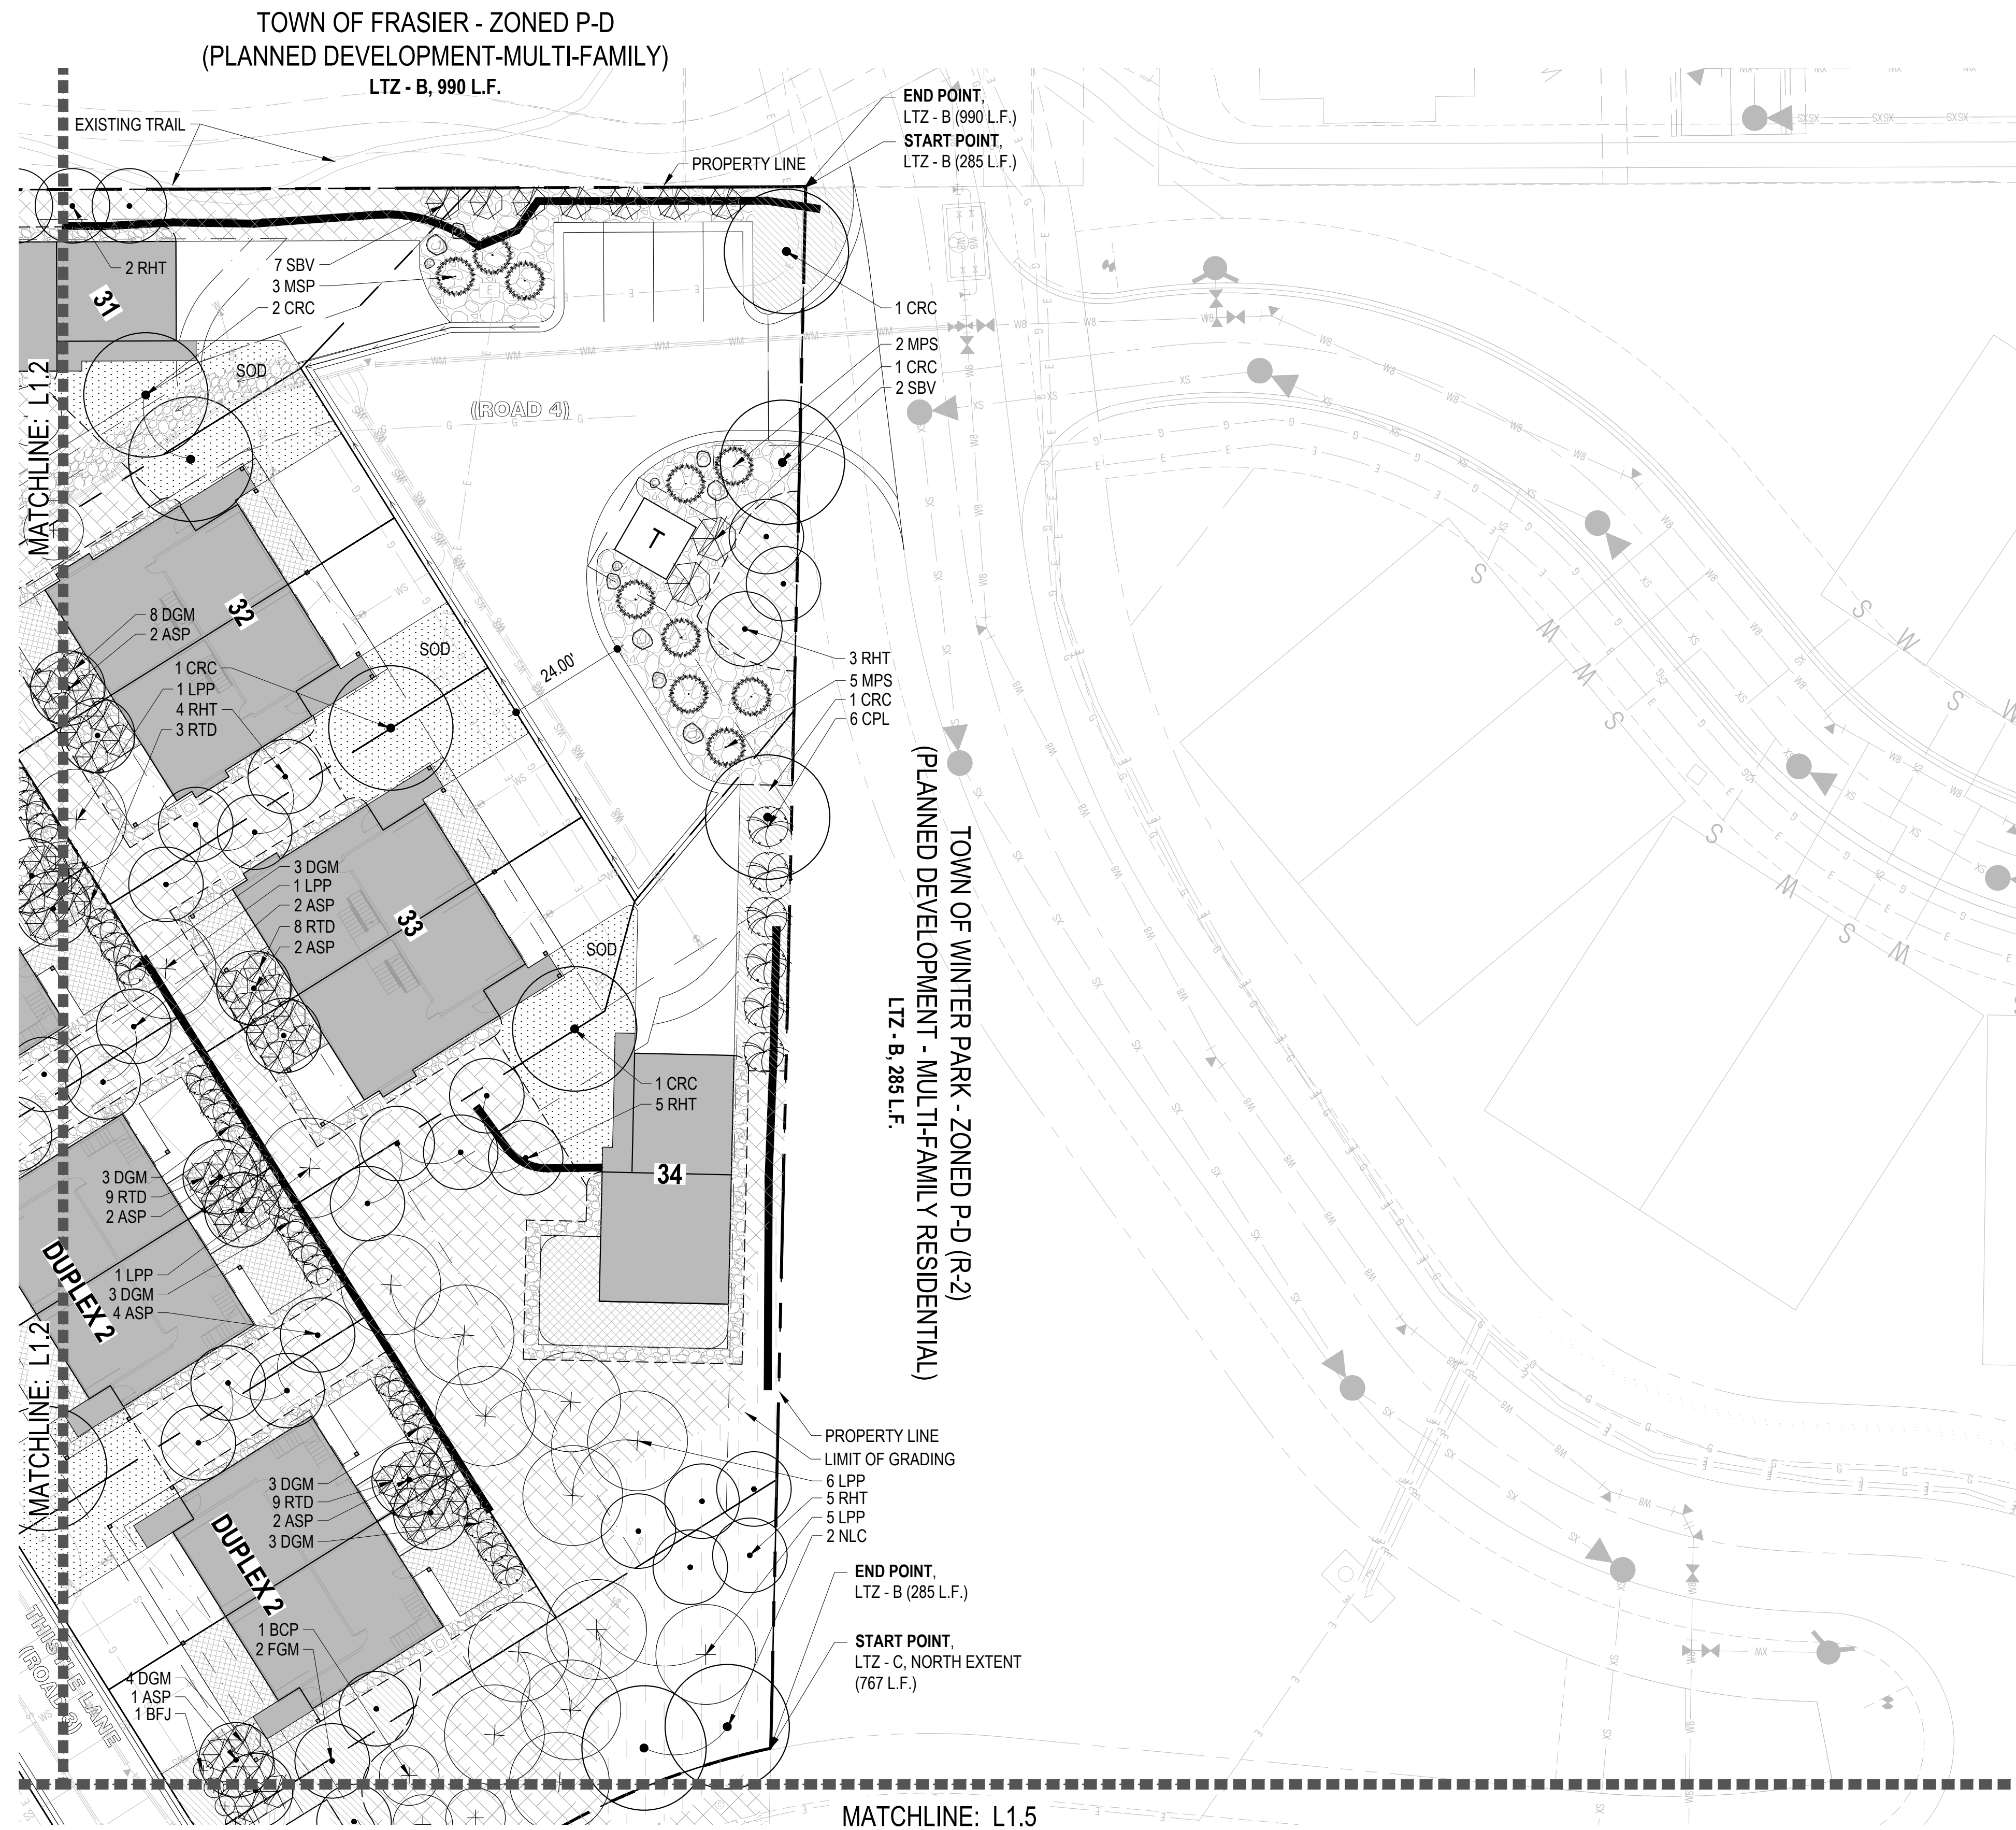 TOWN OF FRASIER - ZONED P-D
(PLANNED DEVELOPMENT-MULTI-FAMILY)
LTZ - B, 990 L.F.
EXISTING TRAIL
PROPERTY LINE
END POINT,
LTZ - B (990 L.F.)
START POINT,
LTZ - B (285 L.F.)
2 RHT
31
7 SBV
3 MSP
2 CRC
1 CRC
2 MPS
1 CRC
2 SBV
MATCHLINE: L1.2
SOD
(ROAD 4)
T
32
8 DGM
2 ASP
1 CRC
1 LPP
4 RHT
3 RTD
SOD
24.00'
3 RHT
5 MPS
1 CRC
6 CPL
3 DGM
1 LPP
2 ASP
8 RTD
2 ASP
33
SOD
TOWN OF WINTER PARK - ZONED P-D (R-2)
(PLANNED DEVELOPMENT - MULTI-FAMILY RESIDENTIAL)
LTZ - B, 285 L.F.
1 CRC
5 RHT
34
3 DGM
9 RTD
2 ASP
DUPLEX 2
1 LPP
3 DGM
4 ASP
MATCHLINE: L1.2
PROPERTY LINE
LIMIT OF GRADING
6 LPP
5 RHT
5 LPP
2 NLC
3 DGM
9 RTD
2 ASP
3 DGM
DUPLEX 2
END POINT,
LTZ - B (285 L.F.)
START POINT,
LTZ - C, NORTH EXTENT
(767 L.F.)
1 BCP
2 FGM
THISTLE LANE
(ROAD 3)
4 DGM
1 ASP
1 BFJ
MATCHLINE: L1.5